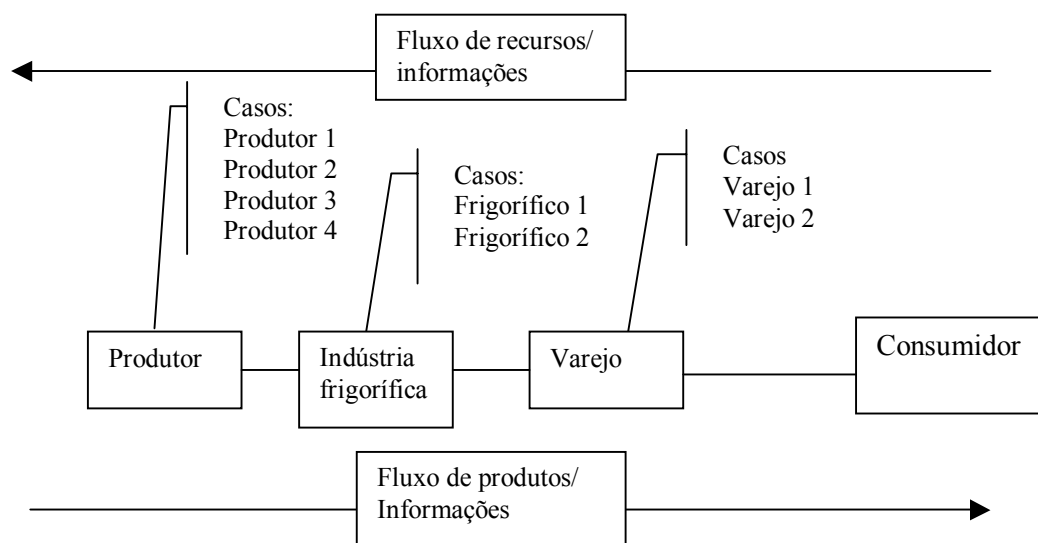 Fluxo de recursos/
informações
Casos:
Produtor 1
Produtor 2
Produtor 3
Produtor 4
Casos:
Frigorífico 1
Frigorífico 2
Casos
Varejo 1
Varejo 2
Produtor
Indústria
frigorífica
Varejo
Consumidor
Fluxo de produtos/
Informações